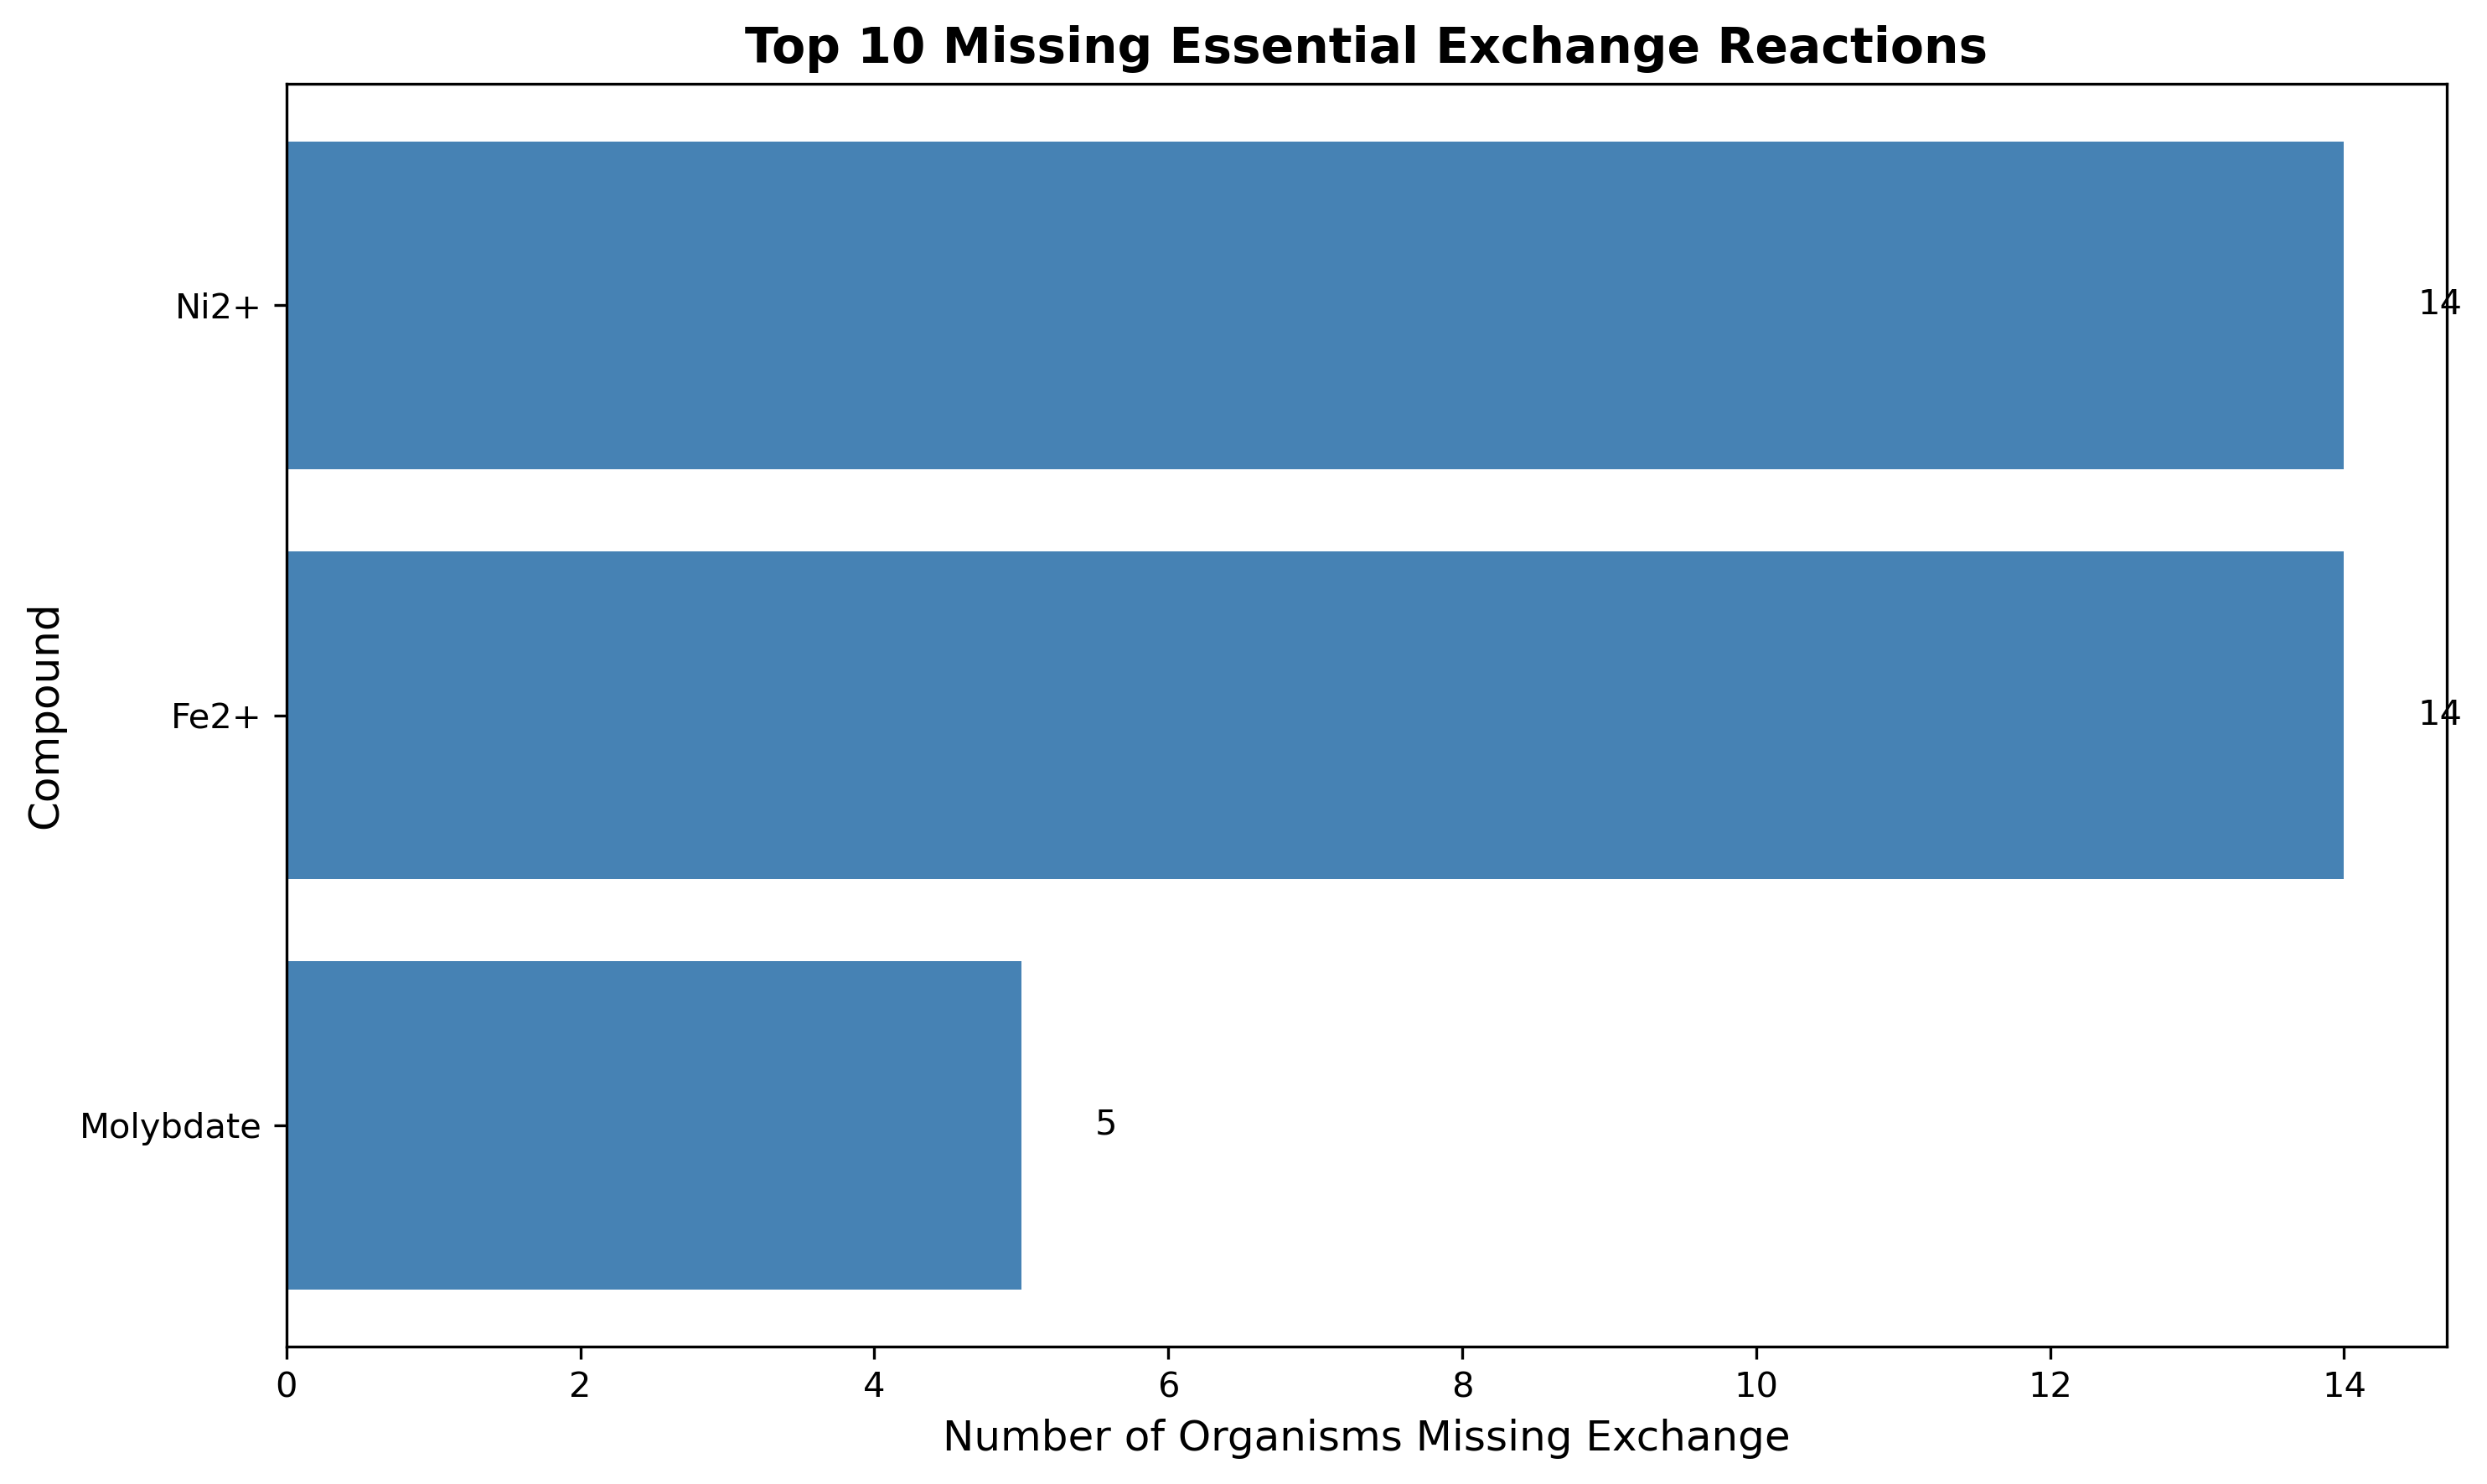 Top 10 Missing Essential Exchange Reactions
Compound
Ni2+
14
Fe2+
14
Molybdate
5
0 2 4 6 8 10 12 14
Number of Organisms Missing Exchange